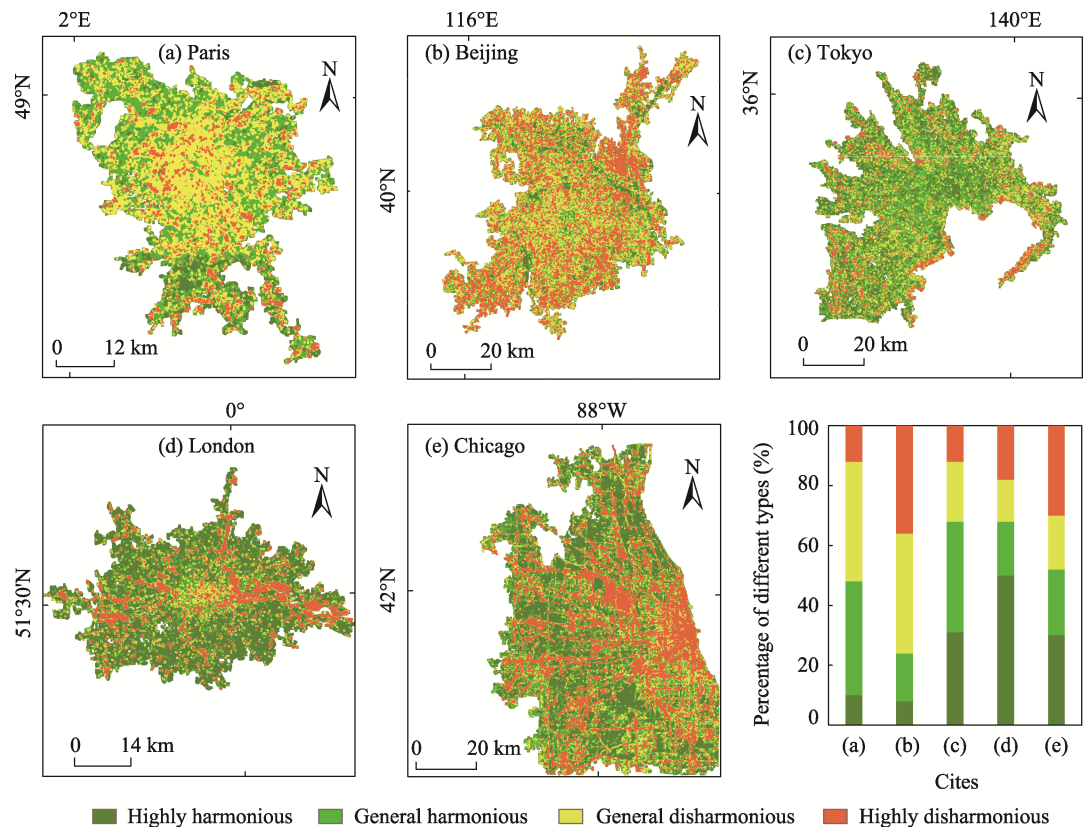 2°E
116°E
140°E
(a) Paris
(b) Beijing
(c) Tokyo
N
N
N
49°N
40°N
36°N
0 12 km
0 20 km
0 20 km
0°
88°W
(d) London
(e) Chicago
N
N
51°30′N
42°N
0 14 km
0 20 km
Percentage of different types (%)
100
80
60
40
20
0
(a) (b) (c) (d) (e)
Cites
Highly harmonious General harmonious General disharmonious Highly disharmonious